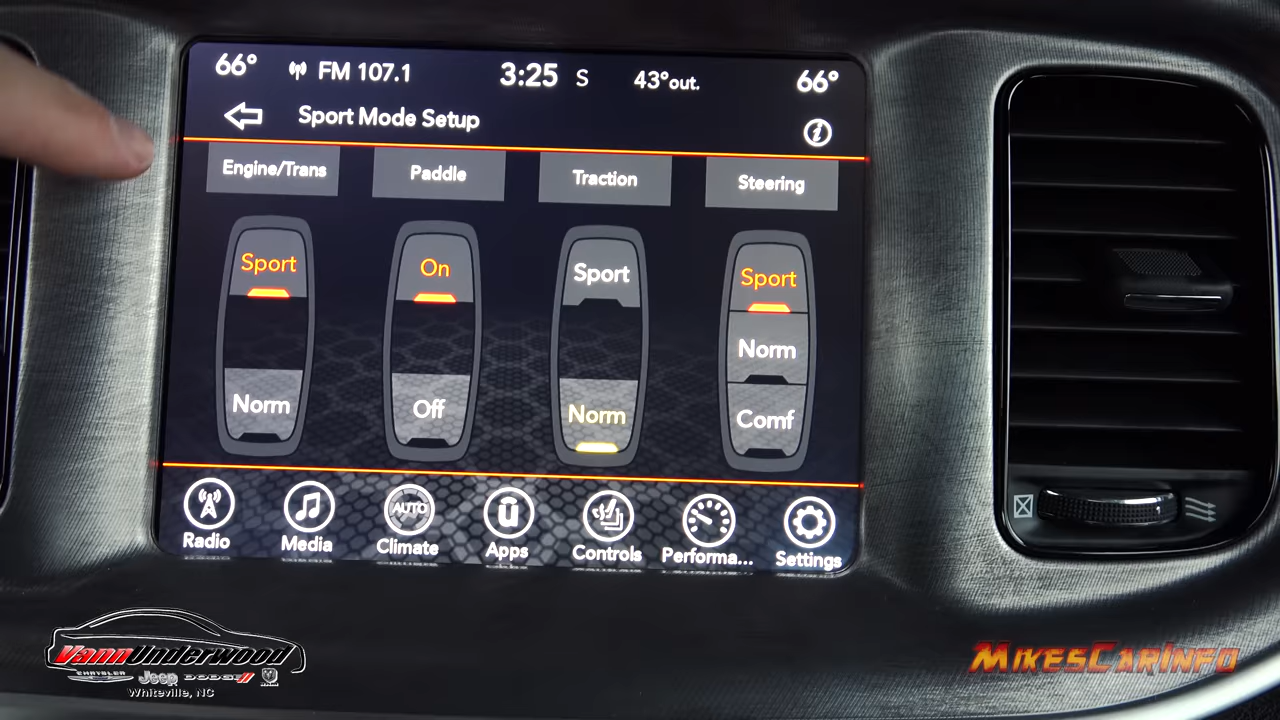 66° FM 107.1 3:25 S 43°out. 66°
Sport Mode Setup
Engine/Trans Paddle Traction Steering
Sport On Sport Sport
Norm
Norm Off Norm Comf
AUTO
Radio Media Climate Apps Controls Performa... Settings
VannUnderwood
CHRYSLER Jeep DODGE
Whiteville, NC
MikesCarInfo